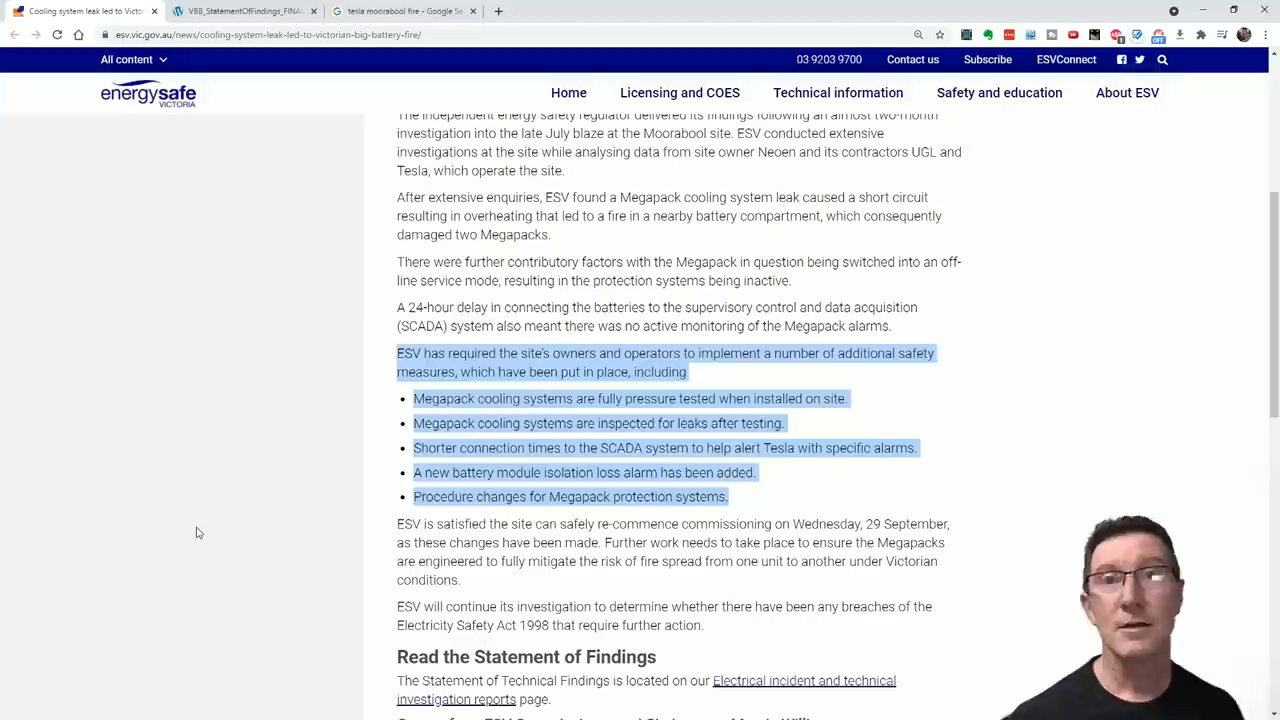 Cooling system leak led to Victor
VBB_StatementOfFindings_FINAL
tesla moorabool fire - Google Se
esv.vic.gov.au/news/cooling-system-leak-led-to-victorian-big-battery-fire/
All content
03 9203 9700
Contact us
Subscribe
ESVConnect
energysafe
VICTORIA
Home
Licensing and COES
Technical information
Safety and education
About ESV
The independent energy safety regulator delivered its findings following an almost two-month
investigation into the late July blaze at the Moorabool site. ESV conducted extensive
investigations at the site while analysing data from site owner Neoen and its contractors UGL and
Tesla, which operate the site.
After extensive enquiries, ESV found a Megapack cooling system leak caused a short circuit
resulting in overheating that led to a fire in a nearby battery compartment, which consequently
damaged two Megapacks.
There were further contributory factors with the Megapack in question being switched into an off-
line service mode, resulting in the protection systems being inactive.
A 24-hour delay in connecting the batteries to the supervisory control and data acquisition
(SCADA) system also meant there was no active monitoring of the Megapack alarms.
ESV has required the site's owners and operators to implement a number of additional safety
measures, which have been put in place, including
• Megapack cooling systems are fully pressure tested when installed on site.
• Megapack cooling systems are inspected for leaks after testing.
• Shorter connection times to the SCADA system to help alert Tesla with specific alarms.
• A new battery module isolation loss alarm has been added.
• Procedure changes for Megapack protection systems.
ESV is satisfied the site can safely re-commence commissioning on Wednesday, 29 September,
as these changes have been made. Further work needs to take place to ensure the Megapacks
are engineered to fully mitigate the risk of fire spread from one unit to another under Victorian
conditions.
ESV will continue its investigation to determine whether there have been any breaches of the
Electricity Safety Act 1998 that require further action.
Read the Statement of Findings
The Statement of Technical Findings is located on our Electrical incident and technical
investigation reports page.